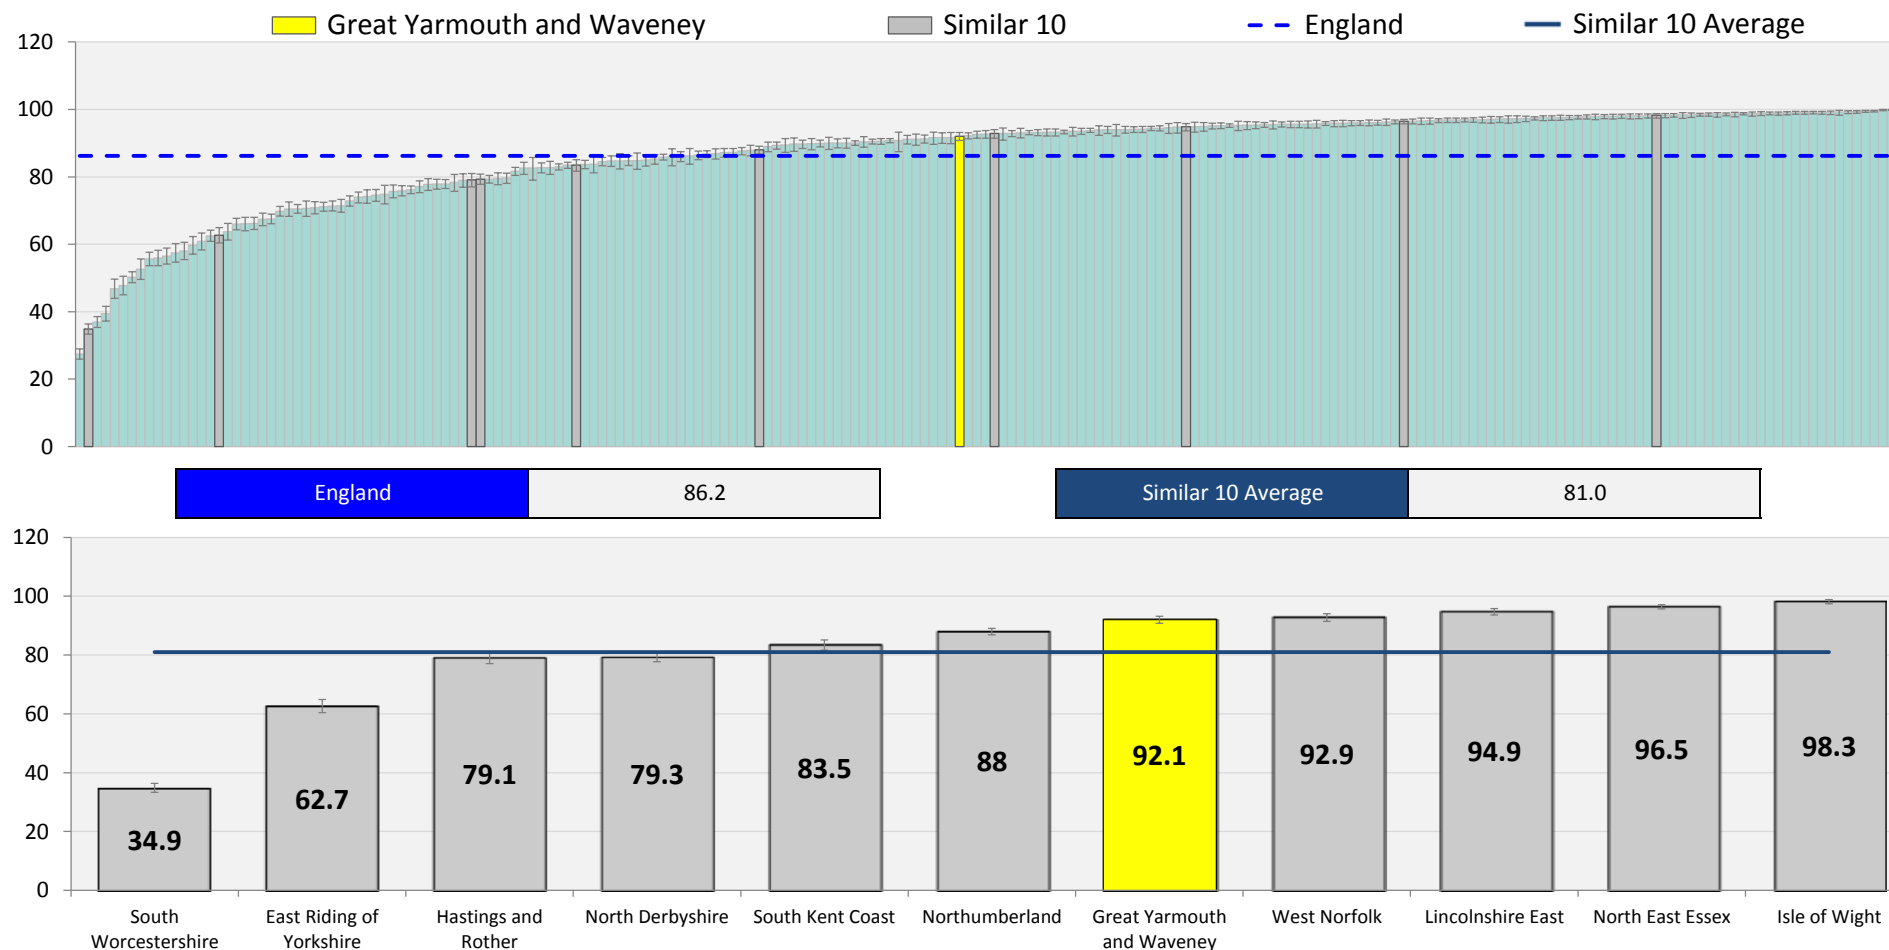 Great Yarmouth and Waveney
Similar 10
England
Similar 10 Average
120
100
80
60
40
20
0
England
86.2
Similar 10 Average
81.0
120
100
80
60
40
20
0
34.9
62.7
79.1
79.3
83.5
88
92.1
92.9
94.9
96.5
98.3
South
Worcestershire
East Riding of
Yorkshire
Hastings and
Rother
North Derbyshire
South Kent Coast
Northumberland
Great Yarmouth
and Waveney
West Norfolk
Lincolnshire East
North East Essex
Isle of Wight